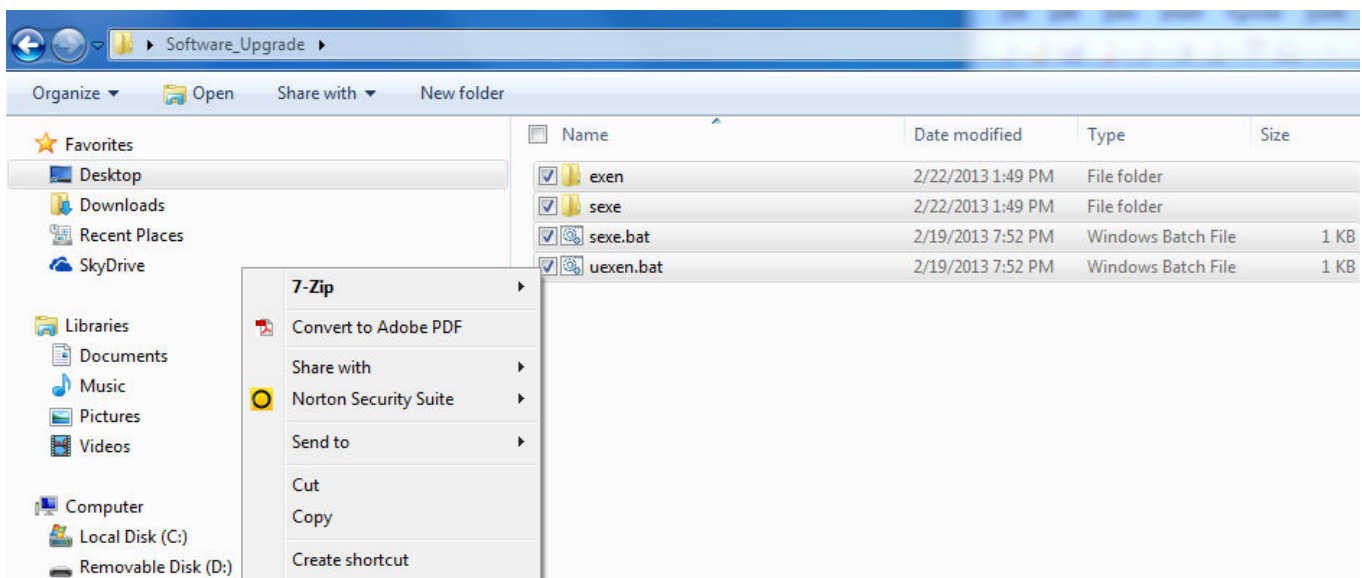 Software_Upgrade
Organize Open Share with New folder
Name Date modified Type Size
Favorites
Desktop
Downloads
Recent Places
SkyDrive
Libraries
Documents
Music
Pictures
Videos
Computer
Local Disk (C:)
Removable Disk (D:)
exen 2/22/2013 1:49 PM File folder
sexe 2/22/2013 1:49 PM File folder
sexe.bat 2/19/2013 7:52 PM Windows Batch File 1 KB
uexen.bat 2/19/2013 7:52 PM Windows Batch File 1 KB
7-Zip
Convert to Adobe PDF
Share with
Norton Security Suite
Send to
Cut
Copy
Create shortcut